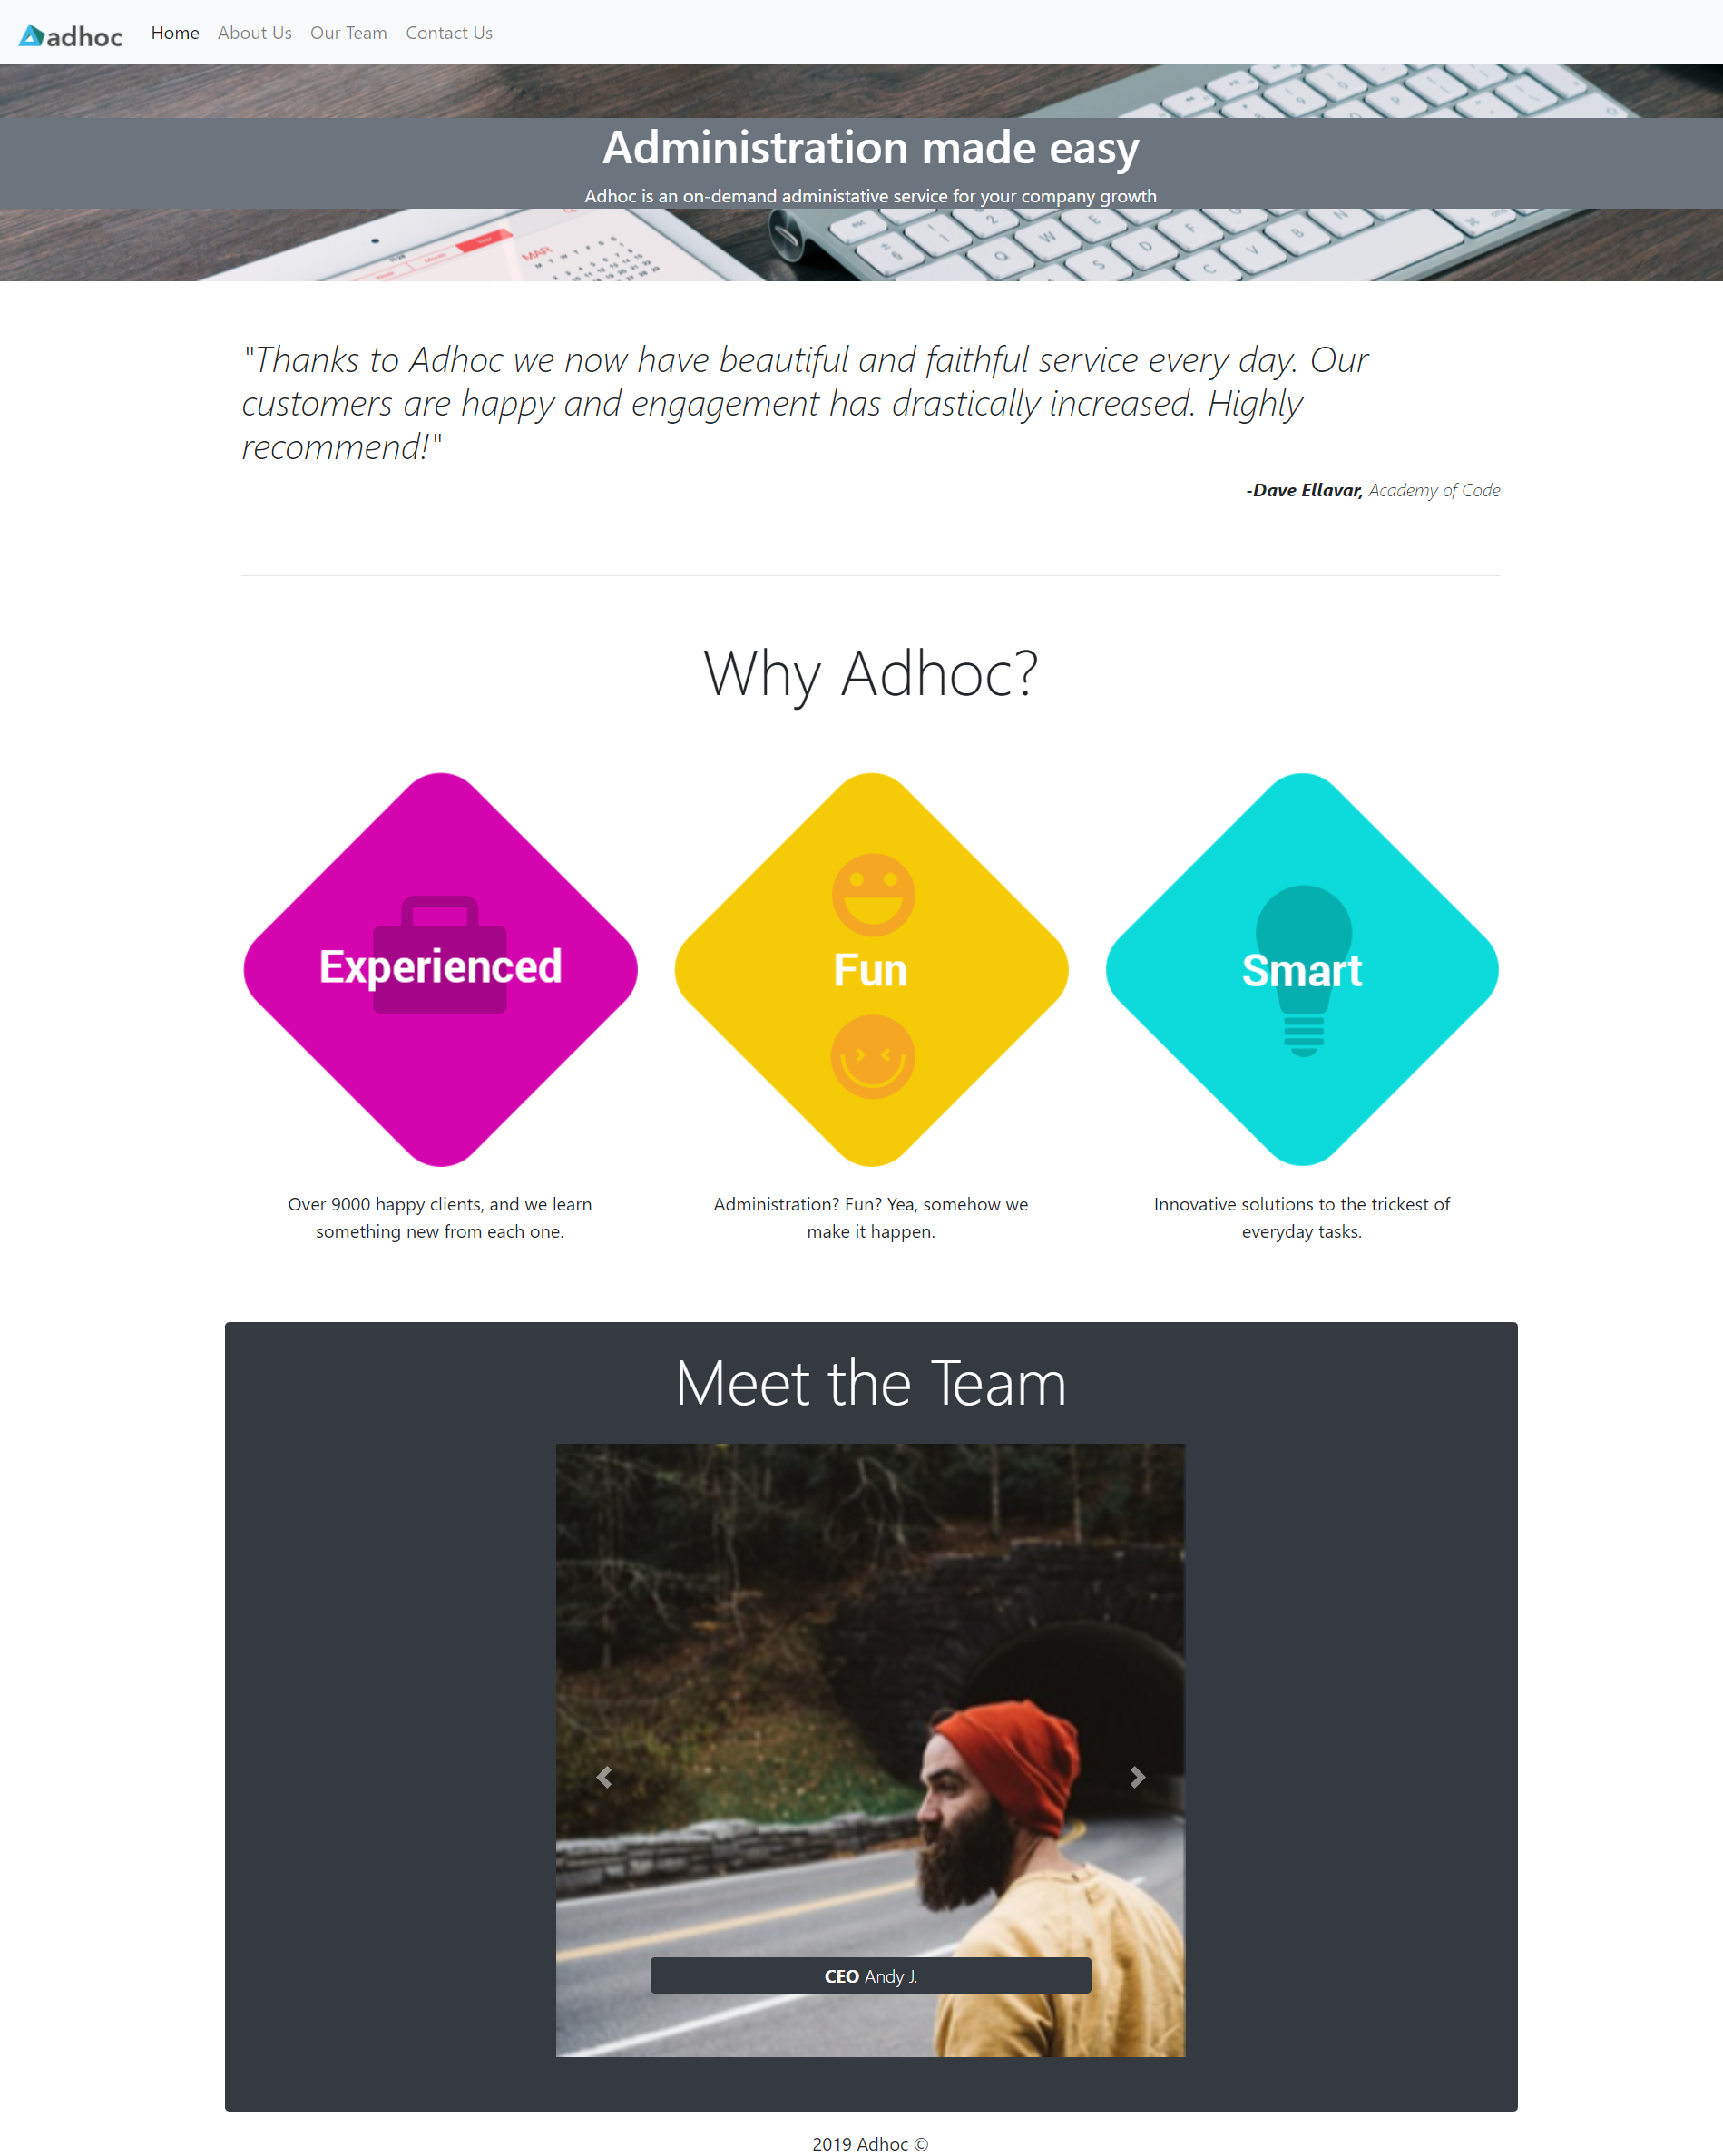 adhoc
Home About Us Our Team Contact Us
Administration made easy
Adhoc is an on-demand administative service for your company growth
MAR
"Thanks to Adhoc we now have beautiful and faithful service every day. Our
customers are happy and engagement has drastically increased. Highly
recommend!"
-Dave Ellavar, Academy of Code
Why Adhoc?
Experienced
Fun
Smart
Over 9000 happy clients, and we learn
something new from each one.
Administration? Fun? Yea, somehow we
make it happen.
Innovative solutions to the trickest of
everyday tasks.
Meet the Team
CEO Andy J.
2019 Adhoc ©